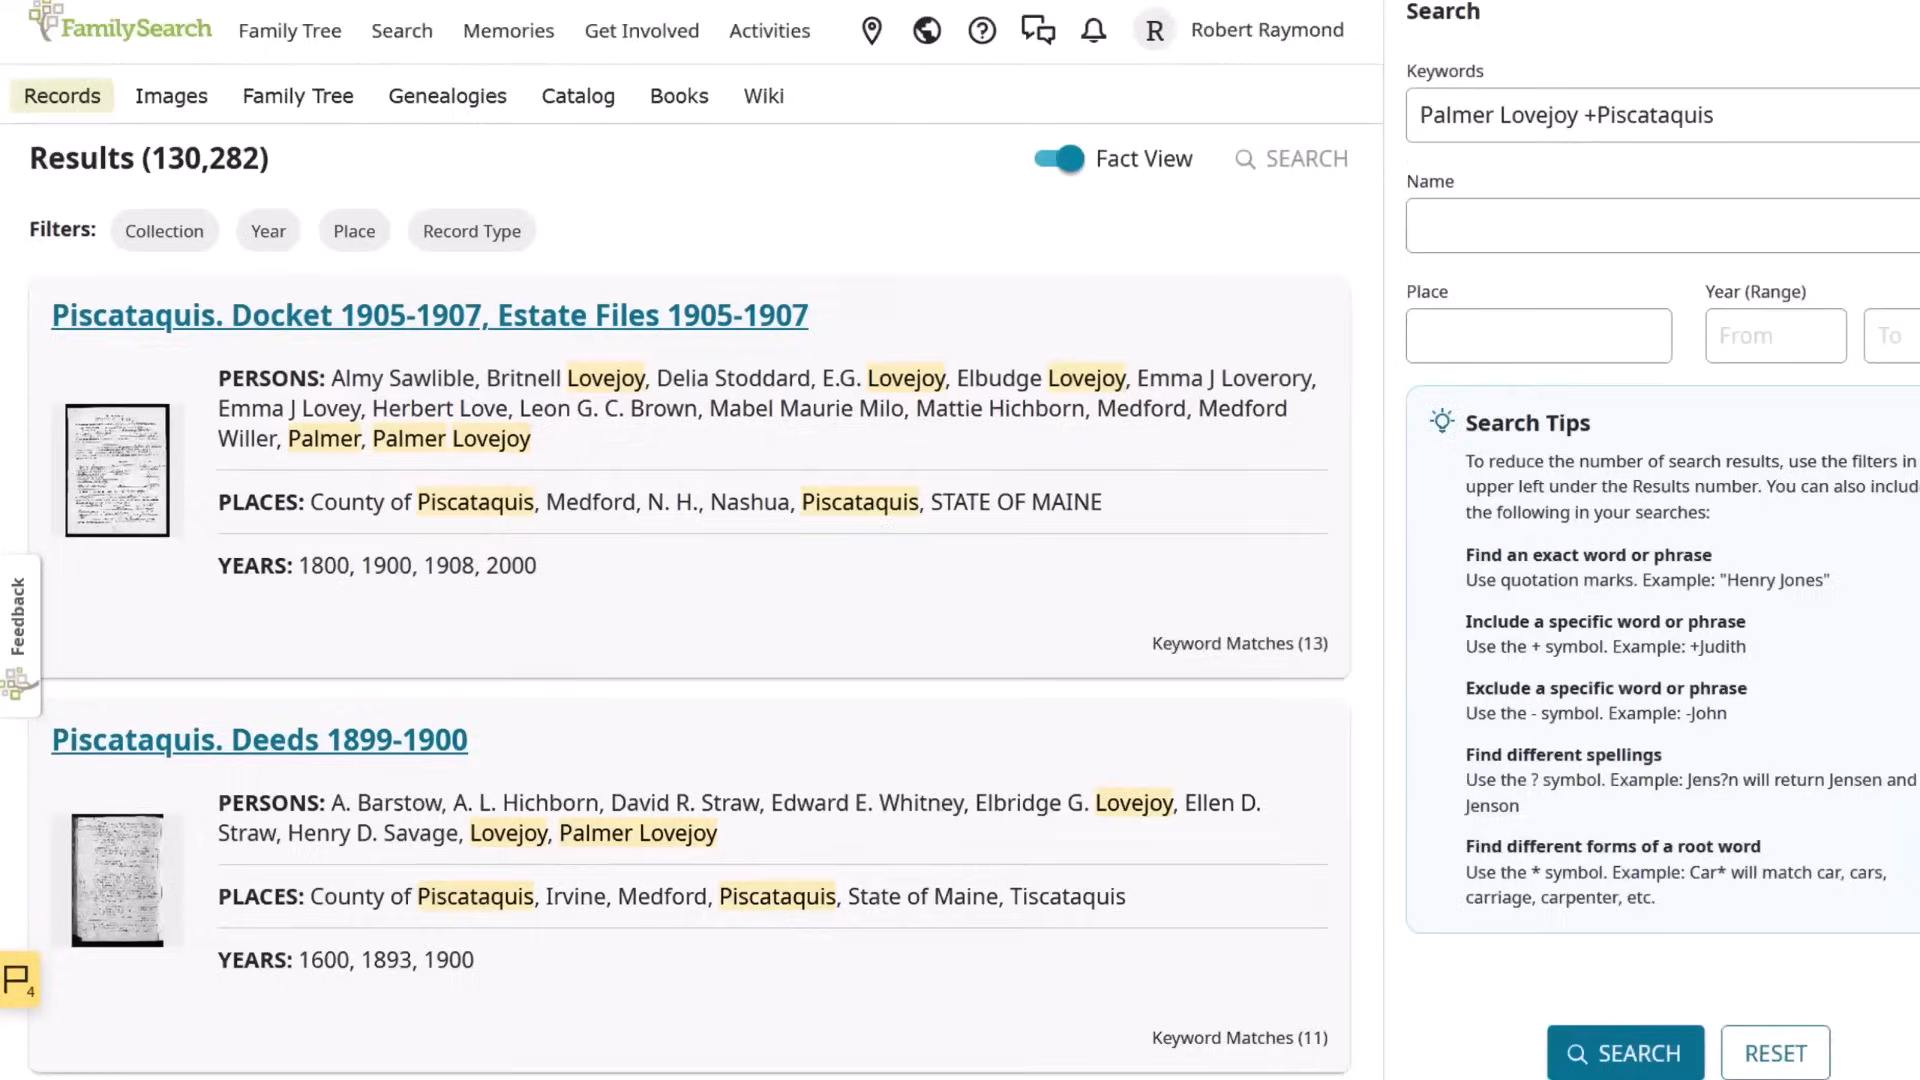 FamilySearch Family Tree Search Memories Get Involved Activities R Robert Raymond
Records Images Family Tree Genealogies Catalog Books Wiki
Results (130,282) Fact View SEARCH
Filters: Collection Year Place Record Type
Piscataquis. Docket 1905-1907, Estate Files 1905-1907
PERSONS: Almy Sawlible, Britnell Lovejoy, Delia Stoddard, E.G. Lovejoy, Elbudge Lovejoy, Emma J Loverory,
Emma J Lovey, Herbert Love, Leon G. C. Brown, Mabel Maurie Milo, Mattie Hichborn, Medford, Medford
Willer, Palmer, Palmer Lovejoy
PLACES: County of Piscataquis, Medford, N. H., Nashua, Piscataquis, STATE OF MAINE
YEARS: 1800, 1900, 1908, 2000
Keyword Matches (13)
Piscataquis. Deeds 1899-1900
PERSONS: A. Barstow, A. L. Hichborn, David R. Straw, Edward E. Whitney, Elbridge G. Lovejoy, Ellen D.
Straw, Henry D. Savage, Lovejoy, Palmer Lovejoy
PLACES: County of Piscataquis, Irvine, Medford, Piscataquis, State of Maine, Tiscataquis
YEARS: 1600, 1893, 1900
Keyword Matches (11)
Feedback
4
Search
Keywords
Palmer Lovejoy +Piscataquis
Name
Place Year (Range)
From To
Search Tips
To reduce the number of search results, use the filters in
upper left under the Results number. You can also includ
the following in your searches:
Find an exact word or phrase
Use quotation marks. Example: "Henry Jones"
Include a specific word or phrase
Use the + symbol. Example: +Judith
Exclude a specific word or phrase
Use the - symbol. Example: -John
Find different spellings
Use the ? symbol. Example: Jens?n will return Jensen and
Jenson
Find different forms of a root word
Use the * symbol. Example: Car* will match car, cars,
carriage, carpenter, etc.
SEARCH RESET